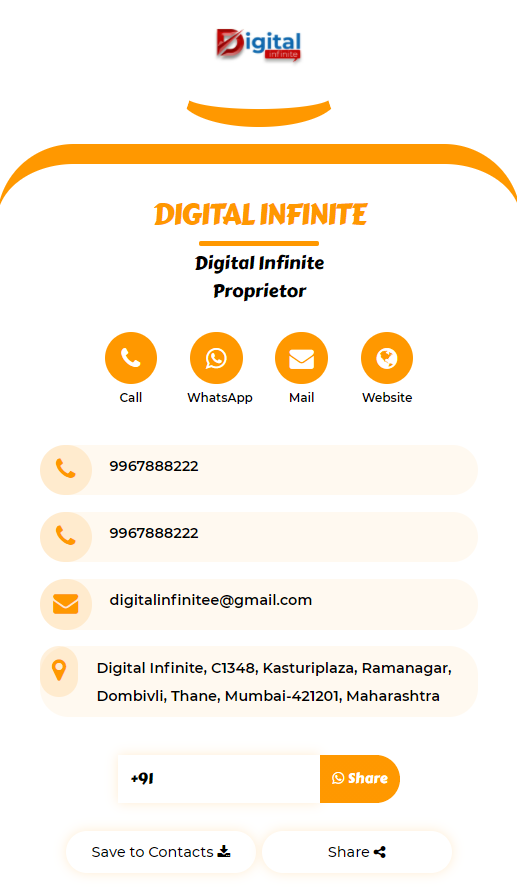 Digital
infinite
DIGITAL INFINITE
Digital Infinite
Proprietor
Call WhatsApp Mail Website
9967888222
9967888222
digitalinfinitee@gmail.com
Digital Infinite, C1348, Kasturiplaza, Ramanagar,
Dombivli, Thane, Mumbai-421201, Maharashtra
+91 Share
Save to Contacts Share